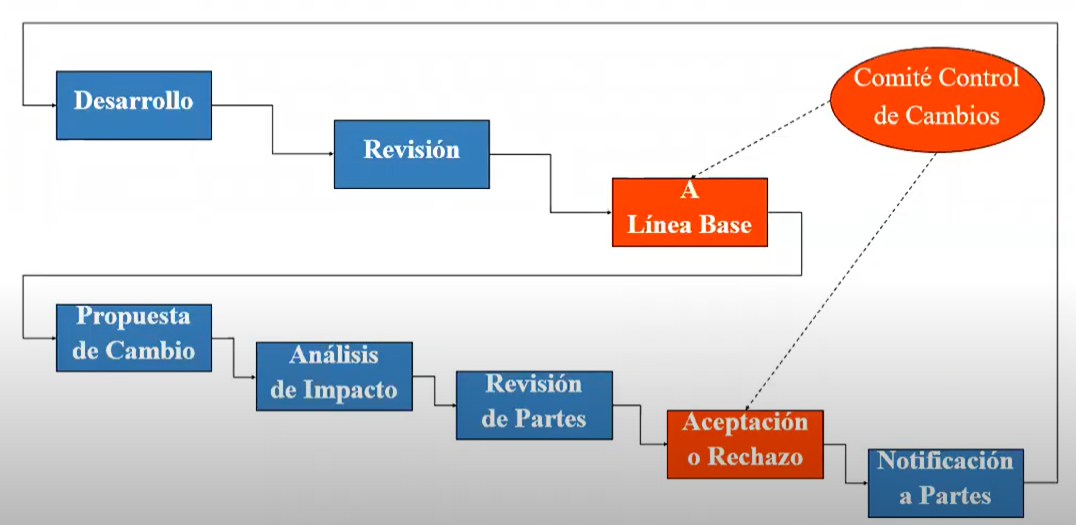 Desarrollo
Revisión
A
Línea Base
Comité Control
de Cambios
Propuesta
de Cambio
Análisis
de Impacto
Revisión
de Partes
Aceptación
o Rechazo
Notificación
a Partes